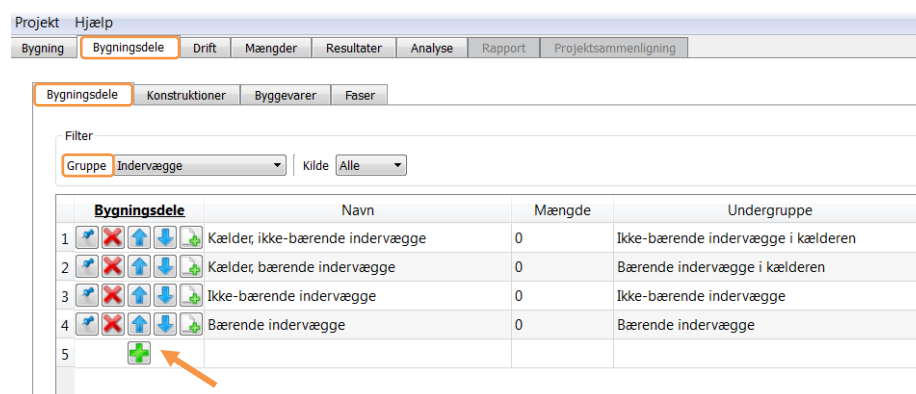 Projekt Hjælp
Bygning Bygningsdele Drift Mængder Resultater Analyse Rapport Projektsammenligning
Bygningsdele Konstruktioner Byggevarer Faser
Filter
Gruppe Indervægge Kilde Alle
Bygningsdele Navn Mængde Undergruppe
1 Kælder, ikke-bærende indervægge 0 Ikke-bærende indervægge i kælderen
2 Kælder, bærende indervægge 0 Bærende indervægge i kælderen
3 Ikke-bærende indervægge 0 Ikke-bærende indervægge
4 Bærende indervægge 0 Bærende indervægge
5